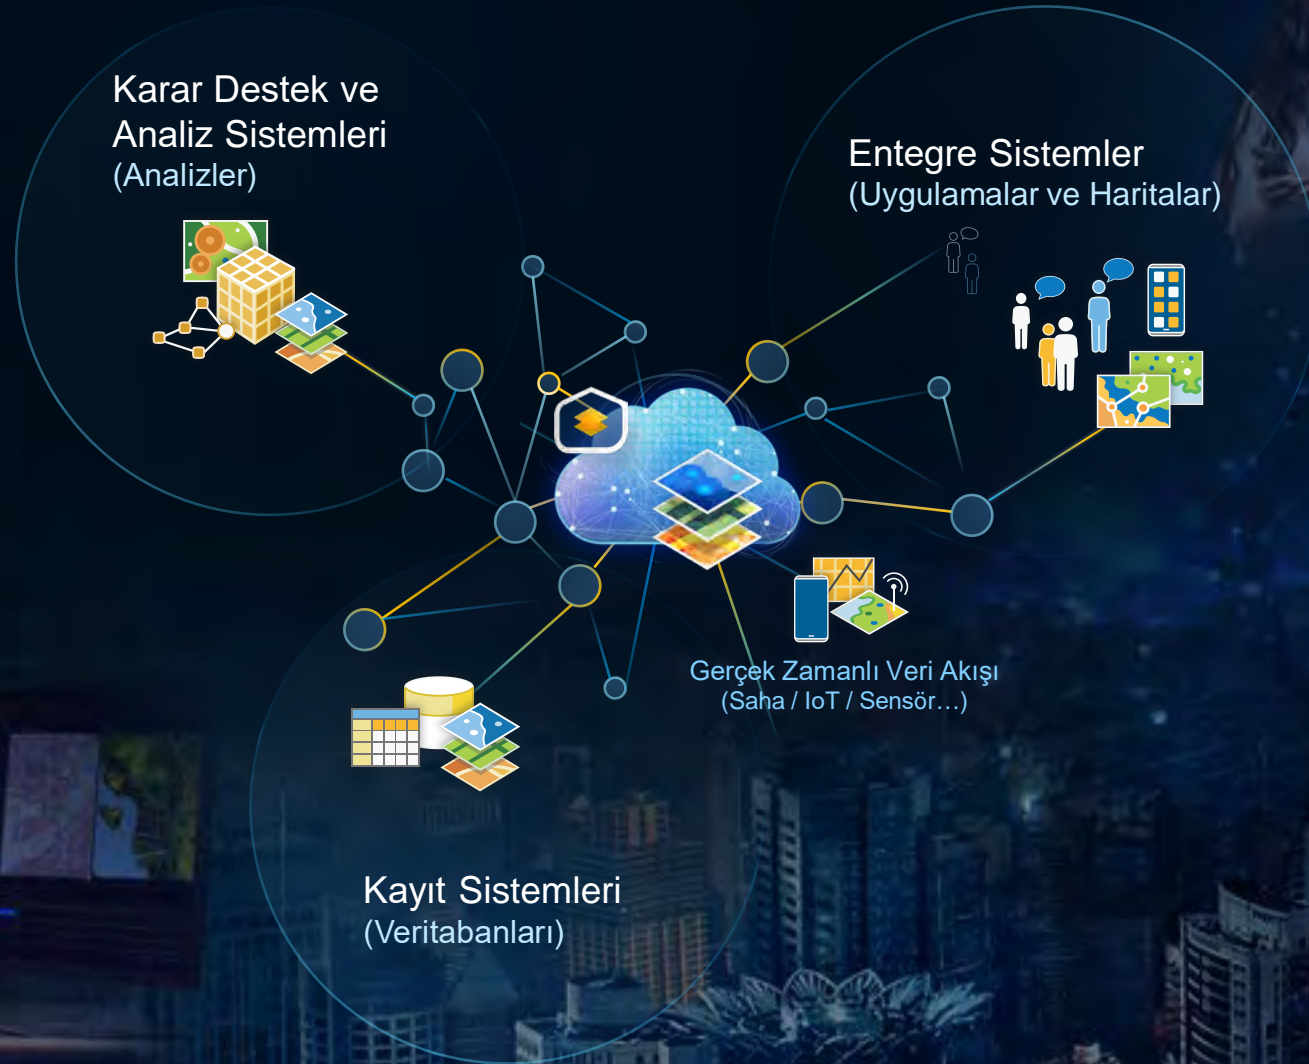 Karar Destek ve
Analiz Sistemleri
(Analizler)
Entegre Sistemler
(Uygulamalar ve Haritalar)
Gerçek Zamanlı Veri Akışı
(Saha / IoT / Sensör...)
Kayıt Sistemleri
(Veritabanları)